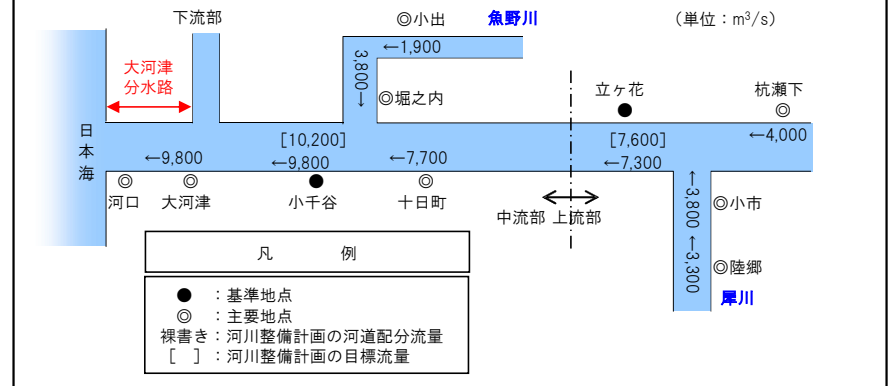 下流部
◎小出
魚野川
（単位：m³/s）
←1,900
3,800→
◎堀之内
大河津
分水路
立ヶ花
●
杭瀬下
◎
日本海
[10,200]
[7,600]
←4,000
←9,800
←9,800
←7,700
←7,300
◎
河口
◎
大河津
●
小千谷
◎
十日町
中流部 上流部
←3,800
←3,300
◎小市
◎陸郷
犀川
凡　例
●　：基準地点
◎　：主要地点
裸書き：河川整備計画の河道配分流量
[　]：河川整備計画の目標流量